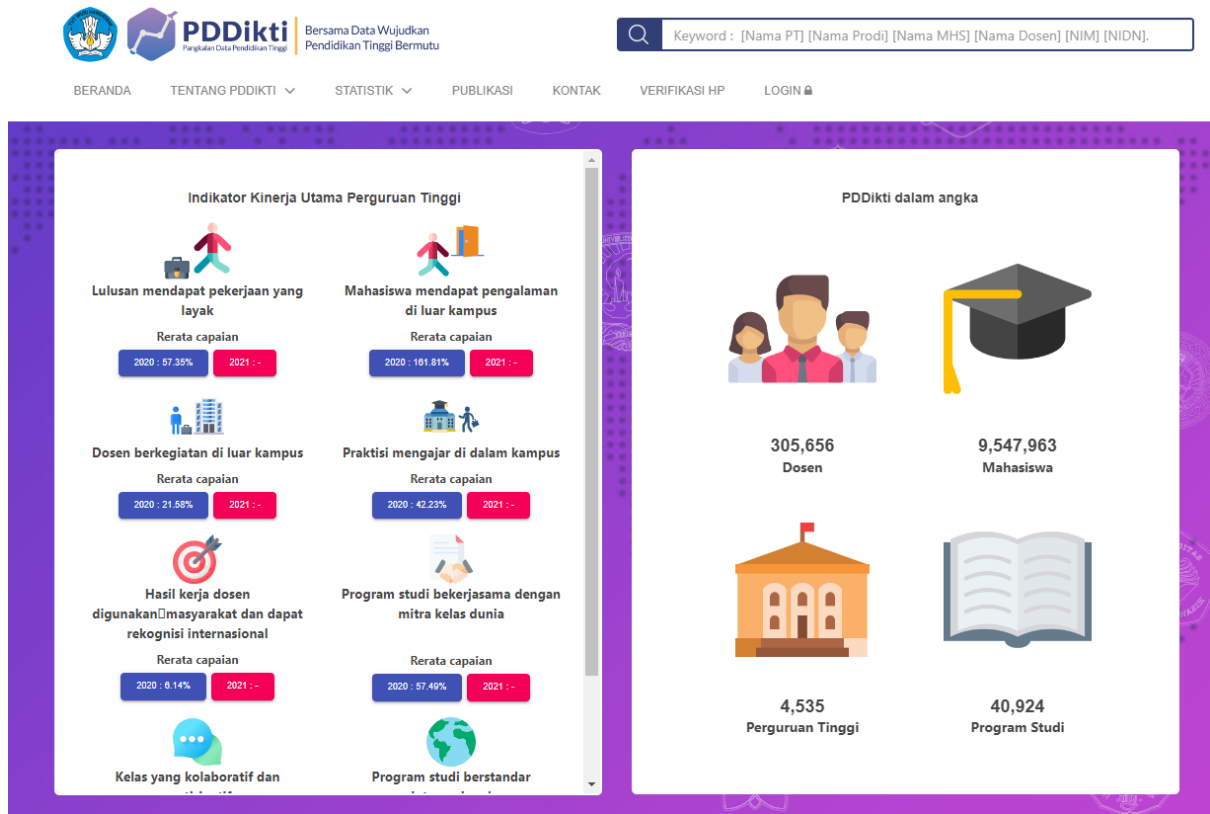 PDDikti
Pangkalan Data Pendidikan Tinggi
Bersama Data Wujudkan
Pendidikan Tinggi Bermutu
Keyword : [Nama PT] [Nama Prodi] [Nama MHS] [Nama Dosen] [NIM] [NIDN].
BERANDA TENTANG PDDIKTI STATISTIK PUBLIKASI KONTAK VERIFIKASI HP LOGIN
Indikator Kinerja Utama Perguruan Tinggi
Lulusan mendapat pekerjaan yang
layak
Rerata capaian
2020 : 57.35% 2021 : -
Mahasiswa mendapat pengalaman
di luar kampus
Rerata capaian
2020 : 161.81% 2021 : -
Dosen berkegiatan di luar kampus
Rerata capaian
2020 : 21.58% 2021 : -
Praktisi mengajar di dalam kampus
Rerata capaian
2020 : 42.23% 2021 : -
Hasil kerja dosen
digunakan▯masyarakat dan dapat
rekognisi internasional
Rerata capaian
2020 : 6.14% 2021 : -
Program studi bekerjasama dengan
mitra kelas dunia
Rerata capaian
2020 : 57.49% 2021 : -
Kelas yang kolaboratif dan
Program studi berstandar
PDDikti dalam angka
305,656
Dosen
9,547,963
Mahasiswa
4,535
Perguruan Tinggi
40,924
Program Studi